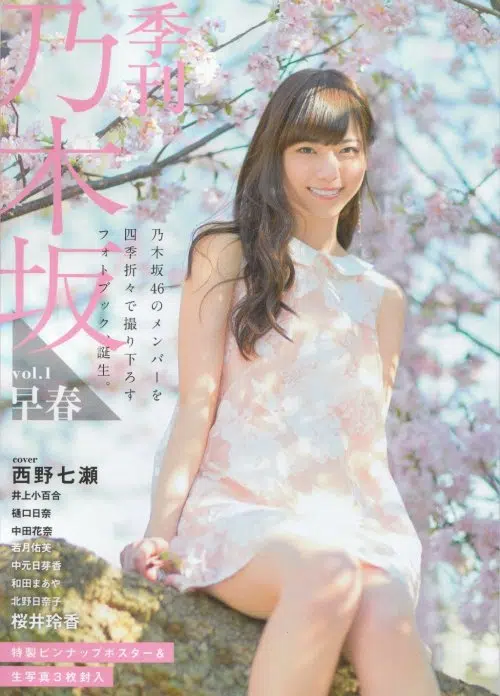 季刊
乃木坂
vol.1
早春
乃木坂46のメンバーを
四季折々で撮り下ろす
フォトブック、誕生。
cover
西野七瀬
井上小百合
樋口日奈
中田花奈
若月佑美
中元日芽香
和田まあや
北野日奈子
桜井玲香
特製ピンナップポスター&
生写真3枚封入